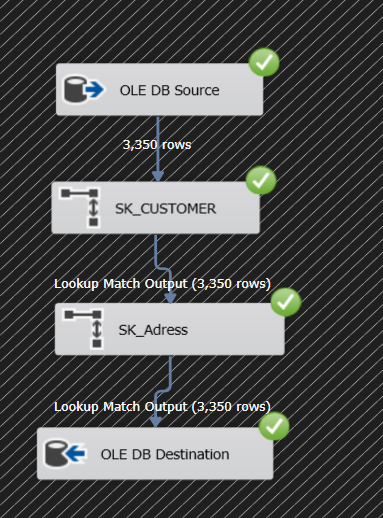 OLE DB Source
3,350 rows
SK_CUSTOMER
Lookup Match Output (3,350 rows)
SK_Adress
Lookup Match Output (3,350 rows)
OLE DB Destination